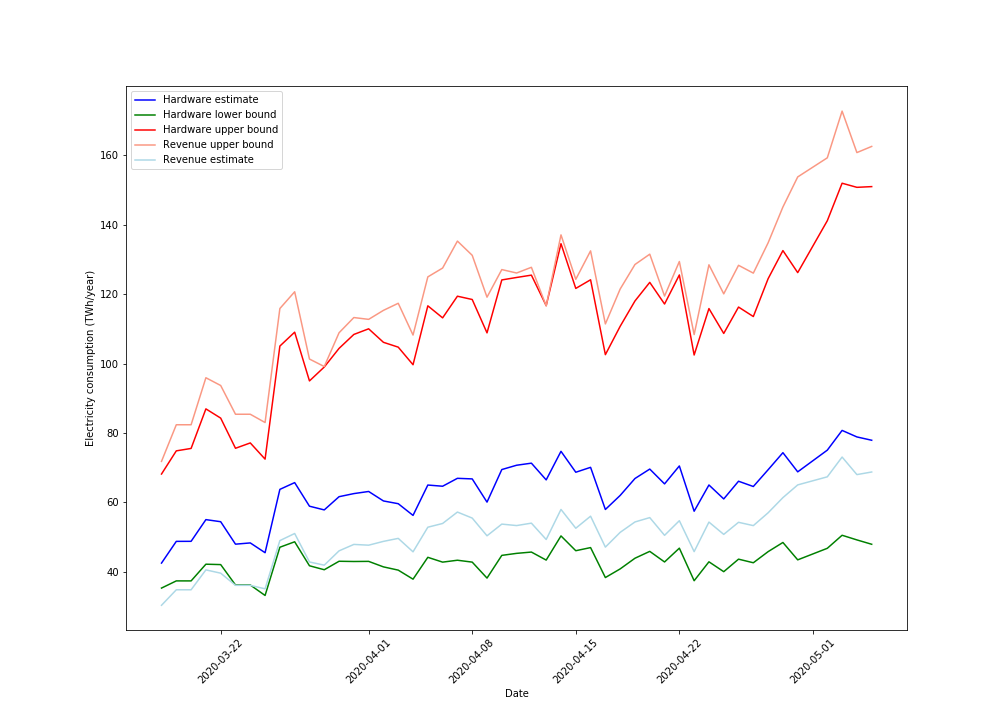 Hardware estimate
Hardware lower bound
Hardware upper bound
Revenue upper bound
Revenue estimate
160
140
120
100
80
60
40
Electricity consumption (TWh/year)
2020-03-22
2020-04-01
2020-04-08
2020-04-15
2020-04-22
2020-05-01
Date